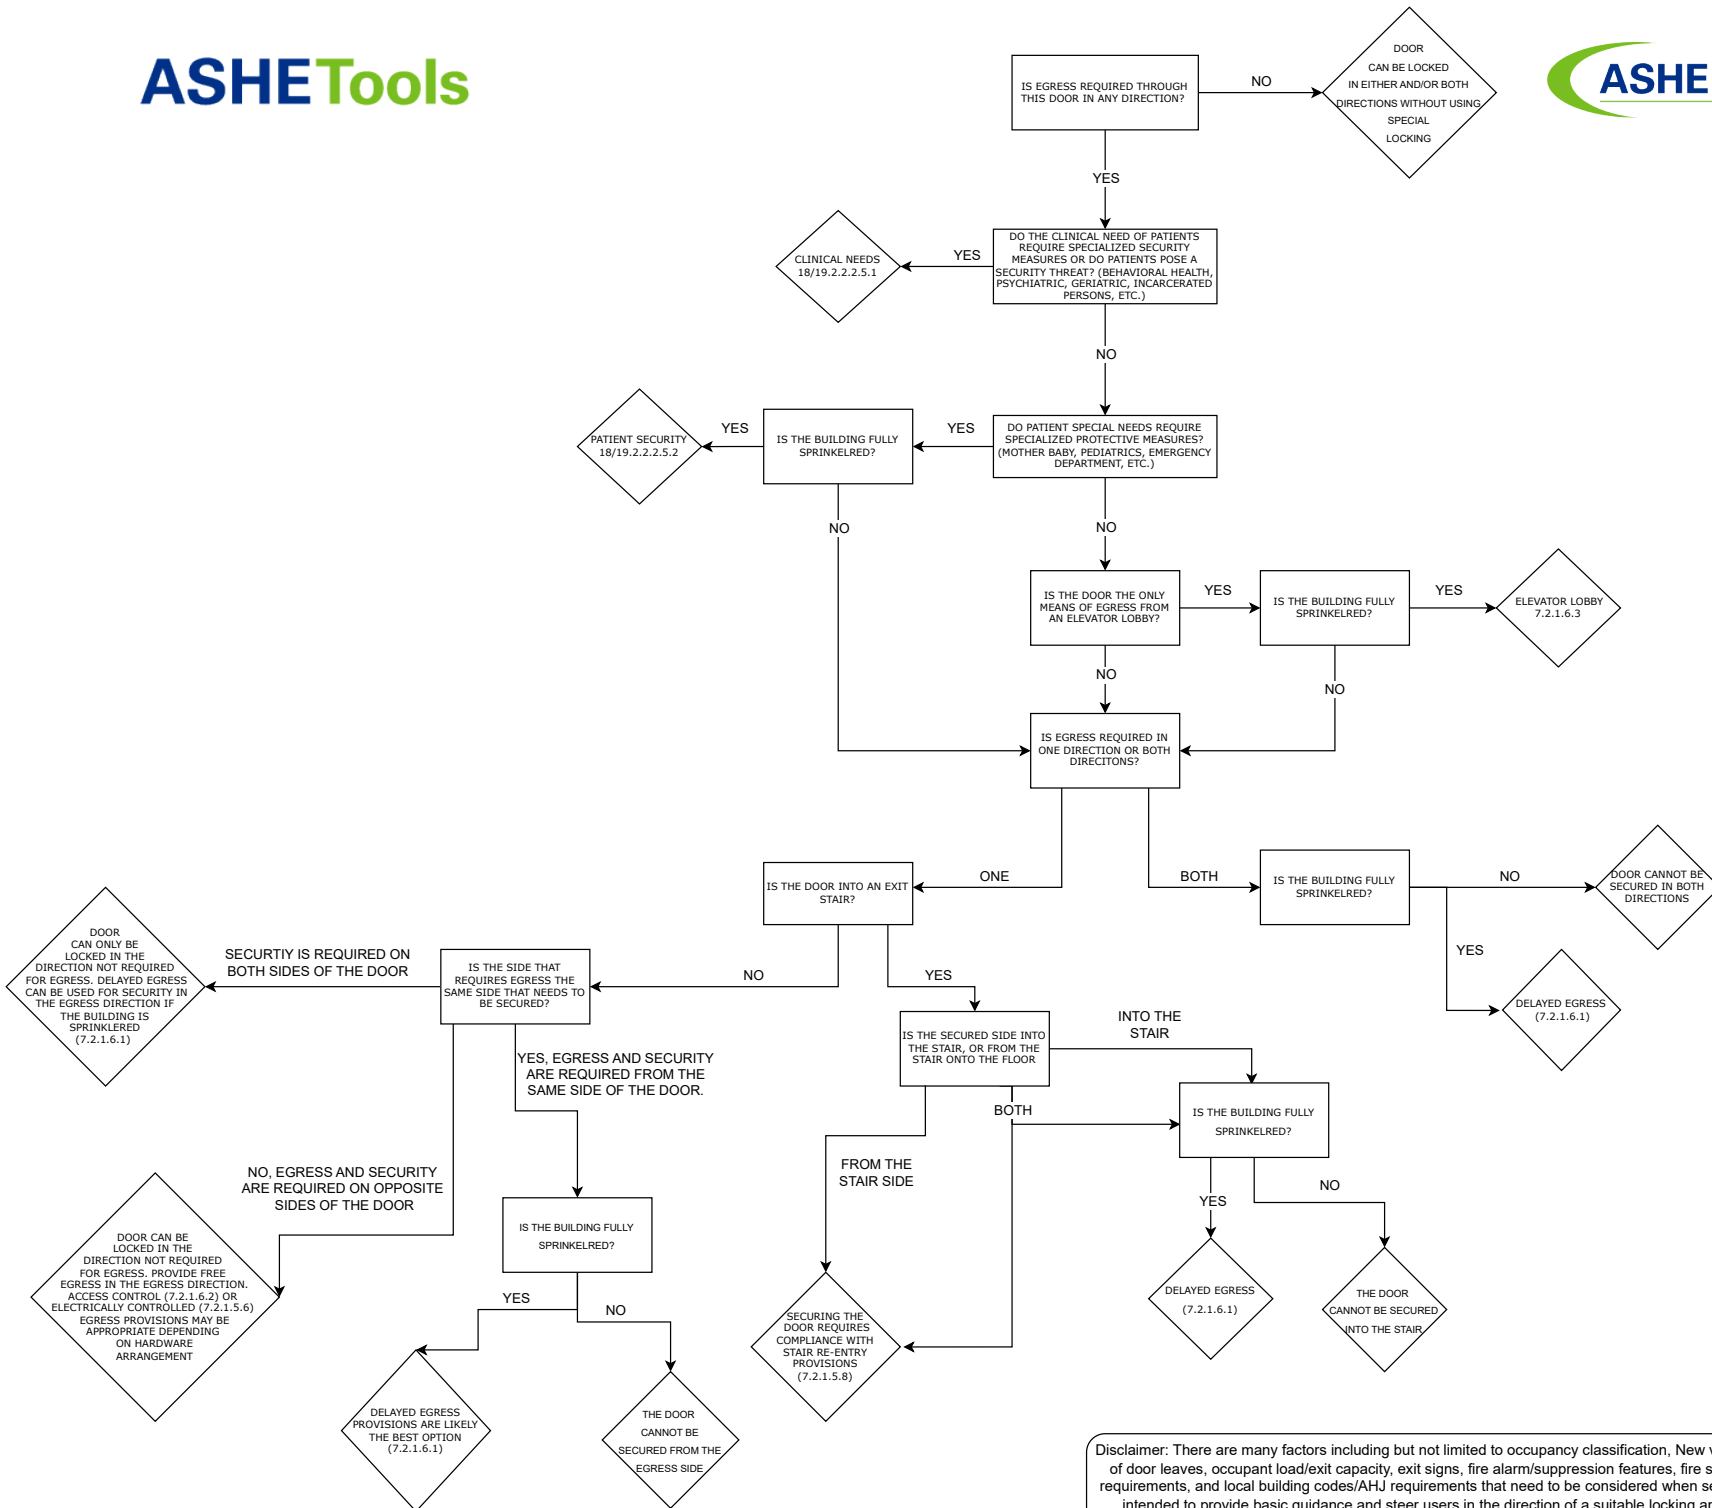 ASHETools
ASHE
IS EGRESS REQUIRED THROUGH
THIS DOOR IN ANY DIRECTION?
NO
DOOR
CAN BE LOCKED
IN EITHER AND/OR BOTH
DIRECTIONS WITHOUT USING
SPECIAL
LOCKING
YES
DO THE CLINICAL NEED OF PATIENTS
REQUIRE SPECIALIZED SECURITY
MEASURES OR DO PATIENTS POSE A
SECURITY THREAT? (BEHAVIORAL HEALTH,
PSYCHIATRIC, GERIATRIC, INCARCERATED
PERSONS, ETC.)
YES
CLINICAL NEEDS
18/19.2.2.2.5.1
NO
DO PATIENT SPECIAL NEEDS REQUIRE
SPECIALIZED PROTECTIVE MEASURES?
(MOTHER BABY, PEDIATRICS, EMERGENCY
DEPARTMENT, ETC.)
YES
IS THE BUILDING FULLY
SPRINKELRED?
YES
PATIENT SECURITY
18/19.2.2.2.5.2
NO
NO
IS THE DOOR THE ONLY
MEANS OF EGRESS FROM
AN ELEVATOR LOBBY?
YES
IS THE BUILDING FULLY
SPRINKELRED?
YES
ELEVATOR LOBBY
7.2.1.6.3
NO
NO
IS EGRESS REQUIRED IN
ONE DIRECTION OR BOTH
DIRECITONS?
ONE
BOTH
IS THE DOOR INTO AN EXIT
STAIR?
IS THE BUILDING FULLY
SPRINKELRED?
NO
DOOR CANNOT BE
SECURED IN BOTH
DIRECTIONS
YES
DELAYED EGRESS
(7.2.1.6.1)
NO
YES
IS THE SIDE THAT
REQUIRES EGRESS THE
SAME SIDE THAT NEEDS TO
BE SECURED?
SECURTIY IS REQUIRED ON
BOTH SIDES OF THE DOOR
DOOR
CAN ONLY BE
LOCKED IN THE
DIRECTION NOT REQUIRED
FOR EGRESS. DELAYED EGRESS
CAN BE USED FOR SECURITY IN
THE EGRESS DIRECTION IF
THE BUILDING IS
SPRINKLERED
(7.2.1.6.1)
YES, EGRESS AND SECURITY
ARE REQUIRED FROM THE
SAME SIDE OF THE DOOR.
NO, EGRESS AND SECURITY
ARE REQUIRED ON OPPOSITE
SIDES OF THE DOOR
DOOR CAN BE
LOCKED IN THE
DIRECTION NOT REQUIRED
FOR EGRESS. PROVIDE FREE
EGRESS IN THE EGRESS DIRECTION.
ACCESS CONTROL (7.2.1.6.2) OR
ELECTRICALLY CONTROLLED (7.2.1.5.6)
EGRESS PROVISIONS MAY BE
APPROPRIATE DEPENDING
ON HARDWARE
ARRANGEMENT
IS THE BUILDING FULLY
SPRINKELRED?
YES
NO
DELAYED EGRESS
PROVISIONS ARE LIKELY
THE BEST OPTION
(7.2.1.6.1)
THE DOOR
CANNOT BE
SECURED FROM THE
EGRESS SIDE
IS THE SECURED SIDE INTO
THE STAIR, OR FROM THE
STAIR ONTO THE FLOOR
INTO THE
STAIR
BOTH
FROM THE
STAIR SIDE
IS THE BUILDING FULLY
SPRINKELRED?
YES
NO
SECURING THE
DOOR REQUIRES
COMPLIANCE WITH
STAIR RE-ENTRY
PROVISIONS
(7.2.1.5.8)
DELAYED EGRESS
(7.2.1.6.1)
THE DOOR
CANNOT BE SECURED
INTO THE STAIR
Disclaimer: There are many factors including but not limited to occupancy classification, New
of door leaves, occupant load/exit capacity, exit signs, fire alarm/suppression features, fire
requirements, and local building codes/AHJ requirements that need to be considered when
intended to provide basic guidance and steer users in the direction of a suitable locking